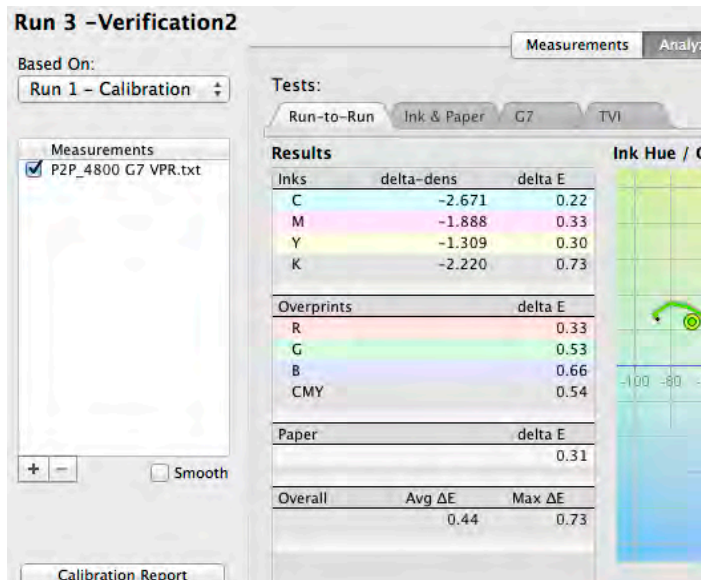 Run 3 –Verification2
Based On:
Run 1 – Calibration
Measurements
P2P_4800 G7 VPR.txt
+ −
Smooth
Calibration Report
Measurements
Tests:
Run-to-Run Ink & Paper G7 TVI
Results
Inks delta-dens delta E
C -2.671 0.22
M -1.888 0.33
Y -1.309 0.30
K -2.220 0.73
Overprints delta E
R 0.33
G 0.53
B 0.66
CMY 0.54
Paper delta E
0.31
Overall Avg ΔE Max ΔE
0.44 0.73
Ink Hue /
-100 -80